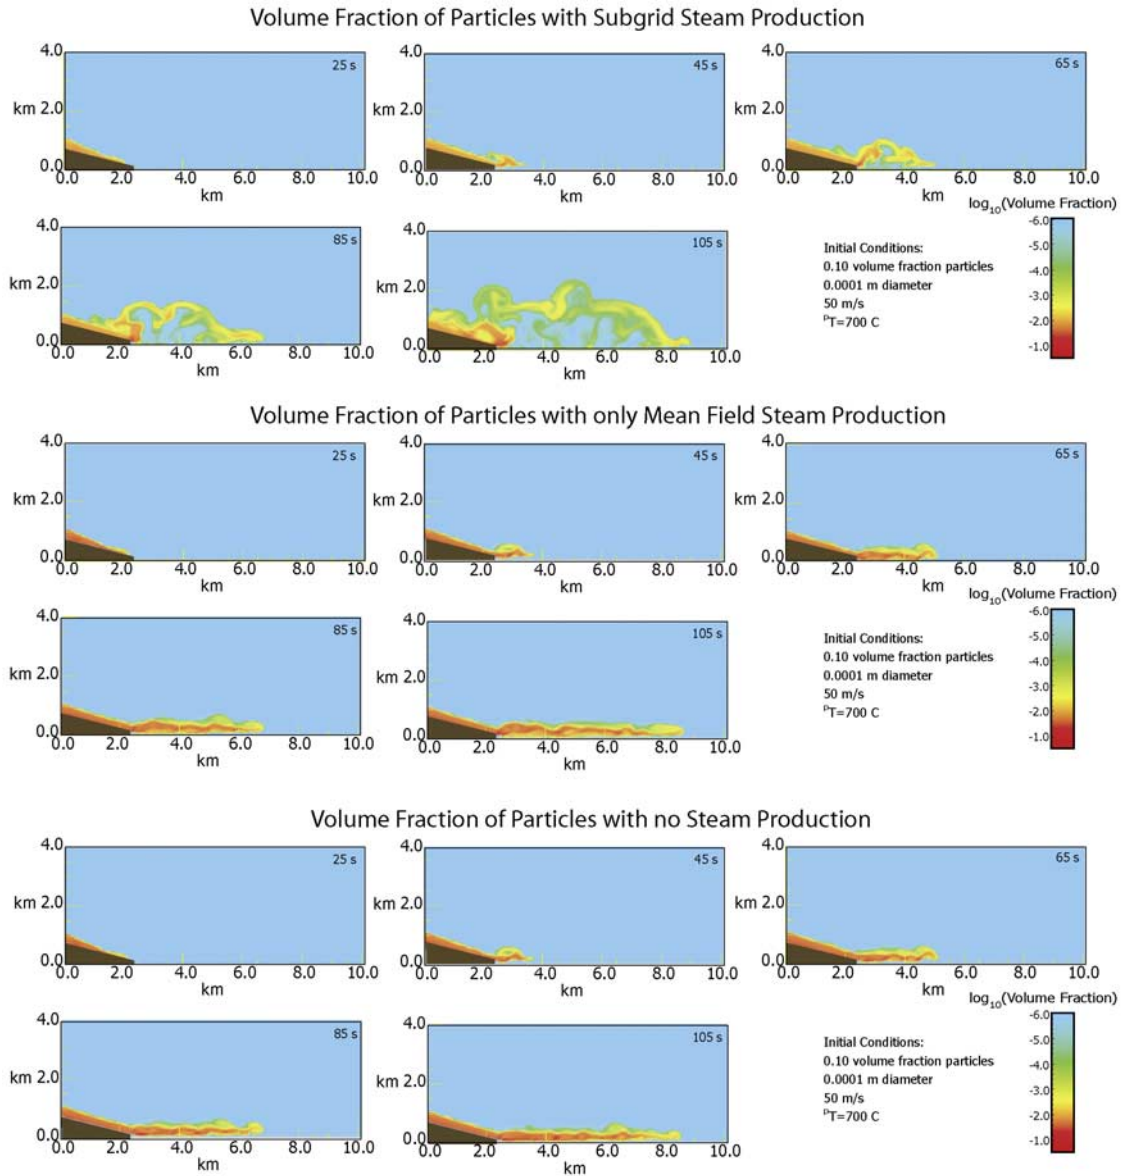 Volume Fraction of Particles with Subgrid Steam Production
4.0 25 s 4.0 45 s 4.0 65 s
km 2.0 km 2.0 km 2.0
0.0 0.0 0.0
0.0 2.0 4.0 6.0 8.0 10.0 0.0 2.0 4.0 6.0 8.0 10.0 0.0 2.0 4.0 6.0 8.0 10.0
km km km
log10(Volume Fraction)
4.0 85 s 4.0 105 s
km 2.0 km 2.0
0.0 0.0
0.0 2.0 4.0 6.0 8.0 10.0 0.0 2.0 4.0 6.0 8.0 10.0
km km
Initial Conditions:
0.10 volume fraction particles
0.0001 m diameter
50 m/s
PT=700 C
-6.0
-5.0
-4.0
-3.0
-2.0
-1.0
Volume Fraction of Particles with only Mean Field Steam Production
4.0 25 s 4.0 45 s 4.0 65 s
km 2.0 km 2.0 km 2.0
0.0 0.0 0.0
0.0 2.0 4.0 6.0 8.0 10.0 0.0 2.0 4.0 6.0 8.0 10.0 0.0 2.0 4.0 6.0 8.0 10.0
km km km
log10(Volume Fraction)
4.0 85 s 4.0 105 s
km 2.0 km 2.0
0.0 0.0
0.0 2.0 4.0 6.0 8.0 10.0 0.0 2.0 4.0 6.0 8.0 10.0
km km
Initial Conditions:
0.10 volume fraction particles
0.0001 m diameter
50 m/s
PT=700 C
-6.0
-5.0
-4.0
-3.0
-2.0
-1.0
Volume Fraction of Particles with no Steam Production
4.0 25 s 4.0 45 s 4.0 65 s
km 2.0 km 2.0 km 2.0
0.0 0.0 0.0
0.0 2.0 4.0 6.0 8.0 10.0 0.0 2.0 4.0 6.0 8.0 10.0 0.0 2.0 4.0 6.0 8.0 10.0
km km km
log10(Volume Fraction)
4.0 85 s 4.0 105 s
km 2.0 km 2.0
0.0 0.0
0.0 2.0 4.0 6.0 8.0 10.0 0.0 2.0 4.0 6.0 8.0 10.0
km km
Initial Conditions:
0.10 volume fraction particles
0.0001 m diameter
50 m/s
PT=700 C
-6.0
-5.0
-4.0
-3.0
-2.0
-1.0